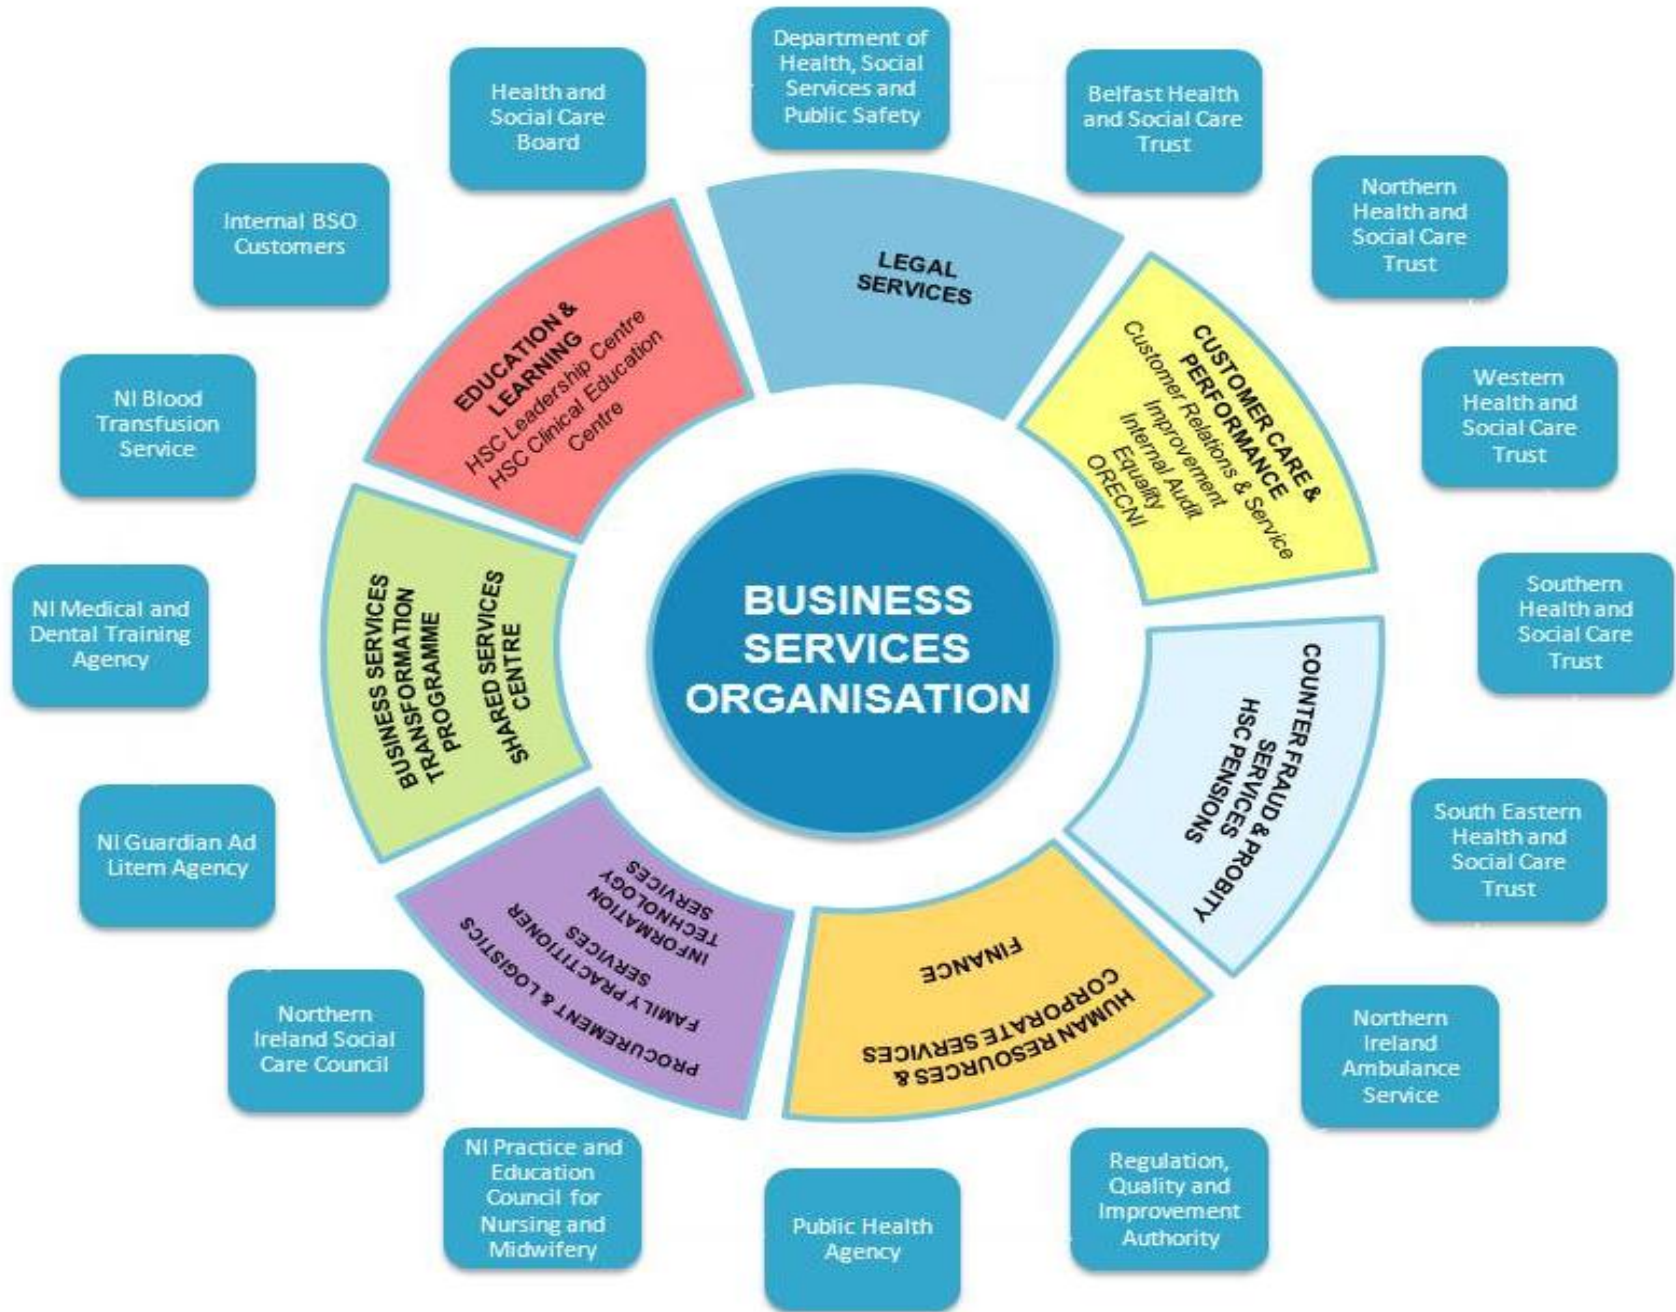 Department of
Health, Social
Services and
Public Safety
Belfast Health
and Social Care
Trust
Northern
Health and
Social Care
Trust
Western
Health and
Social Care
Trust
Southern
Health and
Social Care
Trust
South Eastern
Health and
Social Care
Trust
Northern
Ireland
Ambulance
Service
Regulation,
Quality and
Improvement
Authority
Public Health
Agency
NI Practice and
Education
Council for
Nursing and
Midwifery
Northern
Ireland Social
Care Council
NI Guardian Ad
Litem Agency
NI Medical and
Dental Training
Agency
NI Blood
Transfusion
Service
Internal BSO
Customers
Health and
Social Care
Board
LEGAL
SERVICES
CUSTOMER CARE &
PERFORMANCE
Customer Relations & Service
Improvement
Internal Audit
Equality
ORECNI
COUNTER FRAUD & PROBITY
SERVICES
HSC PENSIONS
HUMAN RESOURCES &
CORPORATE SERVICES
FINANCE
PROCUREMENT & LOGISTICS
FAMILY PRACTITIONER
SERVICES
INFORMATION
TECHNOLOGY
SERVICES
BUSINESS SERVICES
TRANSFORMATION
PROGRAMME
SHARED SERVICES
CENTRE
EDUCATION &
LEARNING
HSC Leadership Centre
HSC Clinical Education
Centre
BUSINESS
SERVICES
ORGANISATION